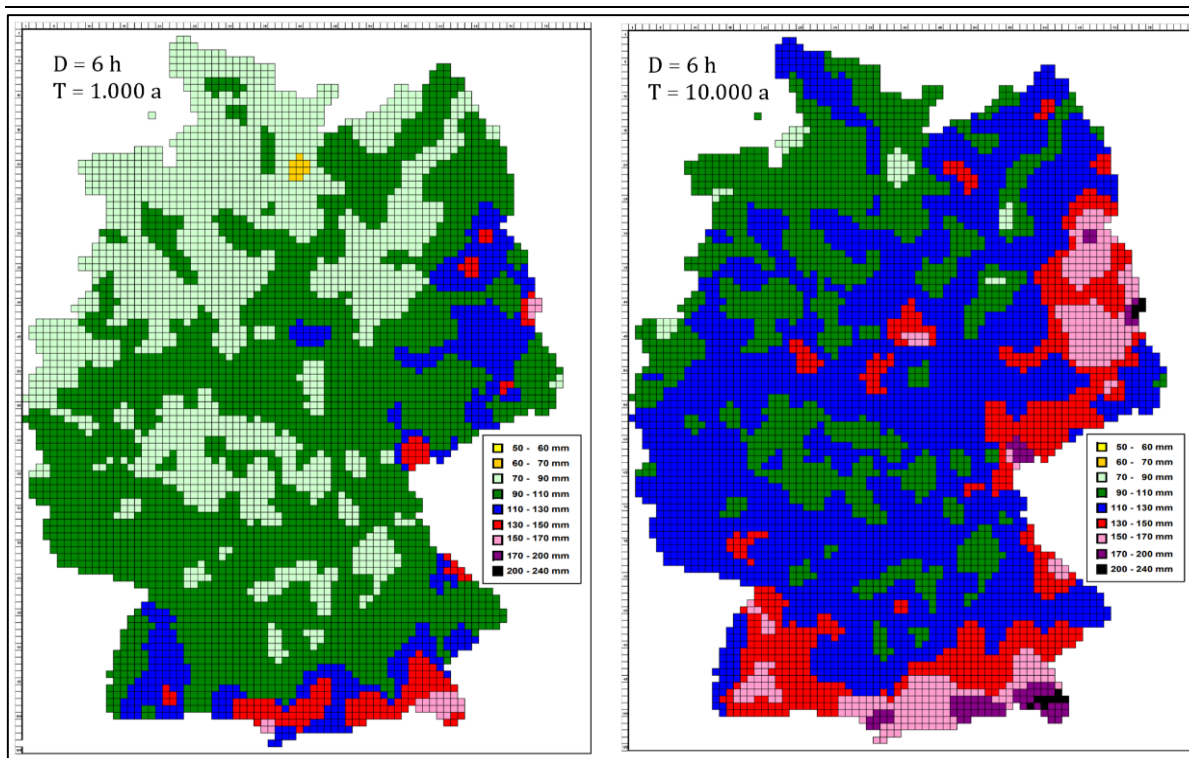 D = 6 h
T = 1.000 a
50 - 60 mm
60 - 70 mm
70 - 90 mm
90 - 110 mm
110 - 130 mm
130 - 150 mm
150 - 170 mm
170 - 200 mm
200 - 240 mm
D = 6 h
T = 10.000 a
50 - 60 mm
60 - 70 mm
70 - 90 mm
90 - 110 mm
110 - 130 mm
130 - 150 mm
150 - 170 mm
170 - 200 mm
200 - 240 mm